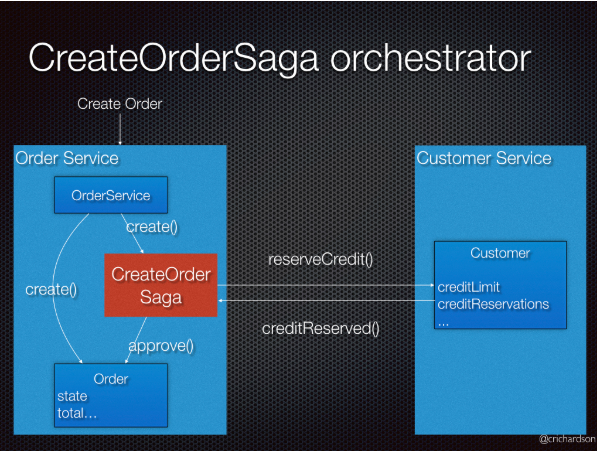 CreateOrderSaga orchestrator
Create Order
Order Service
OrderService
create()
CreateOrder
Saga
create()
approve()
Order
state
total...
reserveCredit()
creditReserved()
Customer Service
Customer
creditLimit
creditReservations
...
@crichardson